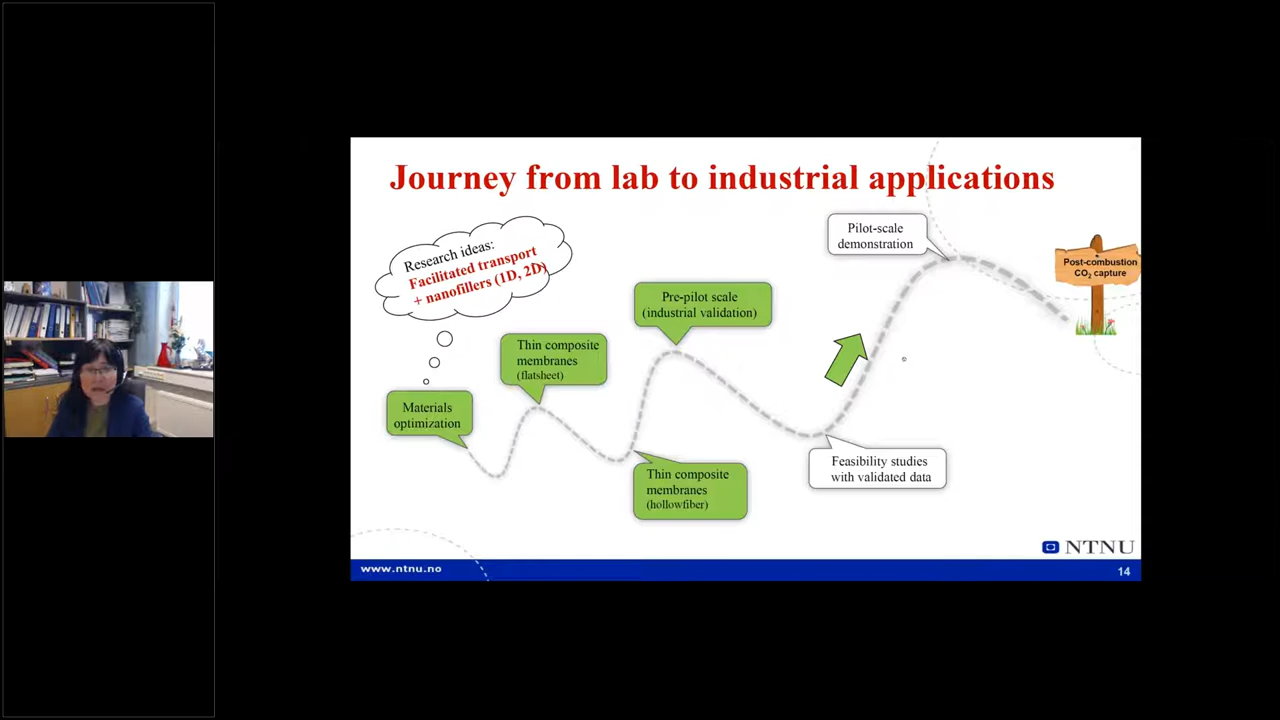 Journey from lab to industrial applications
Research ideas:
Facilitated transport
+ nanofillers (1D, 2D)
Materials
optimization
Thin composite
membranes
(flatsheet)
Thin composite
membranes
(hollowfiber)
Pre-pilot scale
(industrial validation)
Feasibility studies
with validated data
Pilot-scale
demonstration
Post-combustion
CO₂ capture
NTNU
www.ntnu.no
14